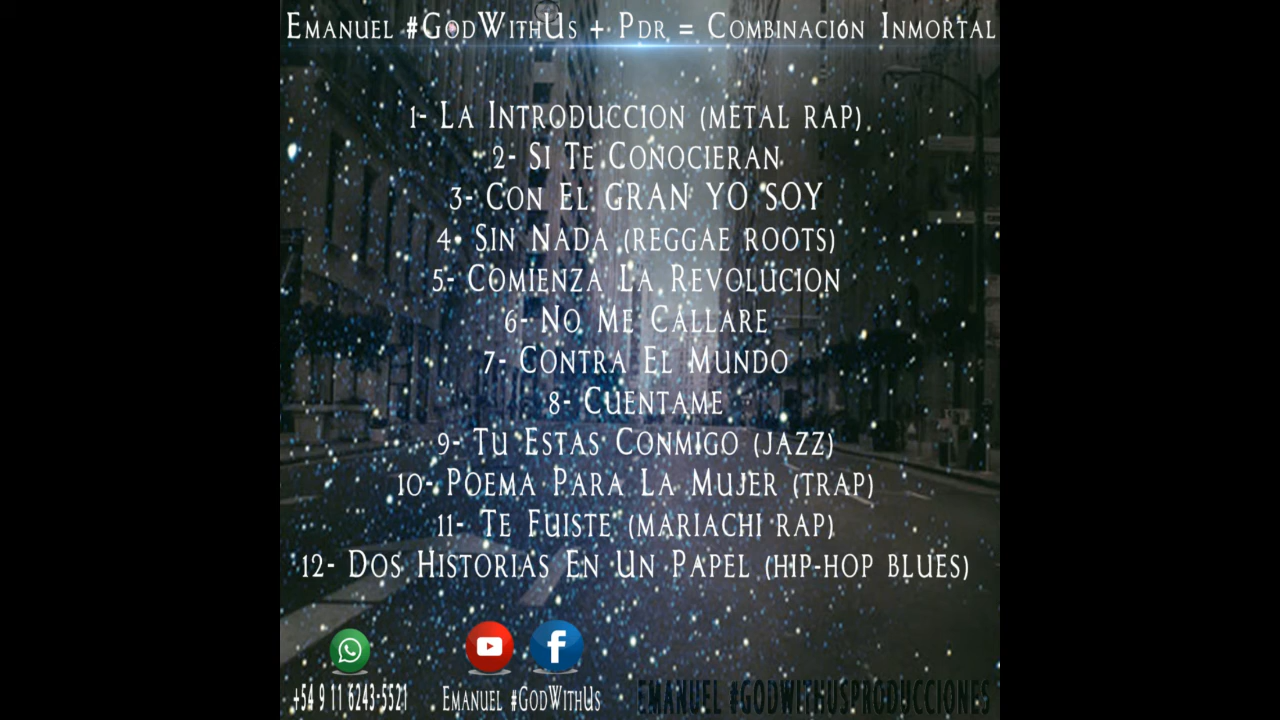 Emanuel #GodWithUs + Pdr = Combinación Inmortal
1- La Introduccion (METAL RAP)
2- Si Te Conocieran
3- Con El GRAN YO SOY
4- Sin Nada (REGGAE ROOTS)
5- Comienza La Revolucion
6- No Me Callare
7- Contra El Mundo
8- Cuentame
9- Tu Estas Conmigo (JAZZ)
10- Poema Para La Mujer (TRAP)
11- Te Fuiste (MARIACHI RAP)
12- Dos Historias En Un Papel (HIP-HOP BLUES)
+54 9 11 6243-5521
Emanuel #GodWithUs
EMANUEL #GODWITHUSPRODUCCIONES